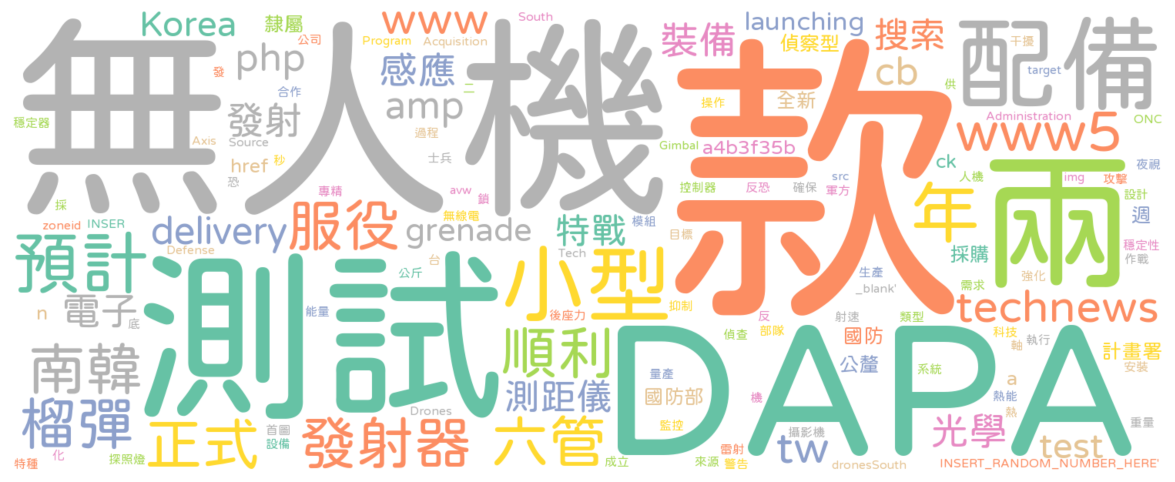 South
Korea 隸屬 www launching
公司 Program Acquisition 裝備 偵察型 搜索 干擾
無人機 款 配備
php 感應 cb target
發 合作 二 供
amp 操作 全新
穩定器 發射 過程 Administration ONC
Axis Source 士兵 Gimbal a4b3f35b www5
href 秒 ck 夜視
恐 控制器 反恐 確保 src 軍方 人機 img 攻擊
採 專精 avw 鎖 兩 設計
zoneid INSER 無線電 模組 年 週
delivery 服役 grenade 特戰 目標 穩定性
預計 Defense 台 Tech 採購 作戰
測試 公斤 小型 生產 強化
_blank' 需求
n 電子 能量 後座力 抑制 technews
底 反 射速 類型
部隊 偵查 國防 科技
南韓 順利 DAPA 軸 執行 計畫署
公釐 系統 安裝
量產 a
測距儀 國防部 熱能
榴彈 Drones 機 熱
首圖 監控 光學 重量
正式 設備 發射器 六管 攝影機 tw test
化 雷射
特種 探照燈 成立 來源 警告 dronesSouth INSERT_RANDOM_NUMBER_HERE'